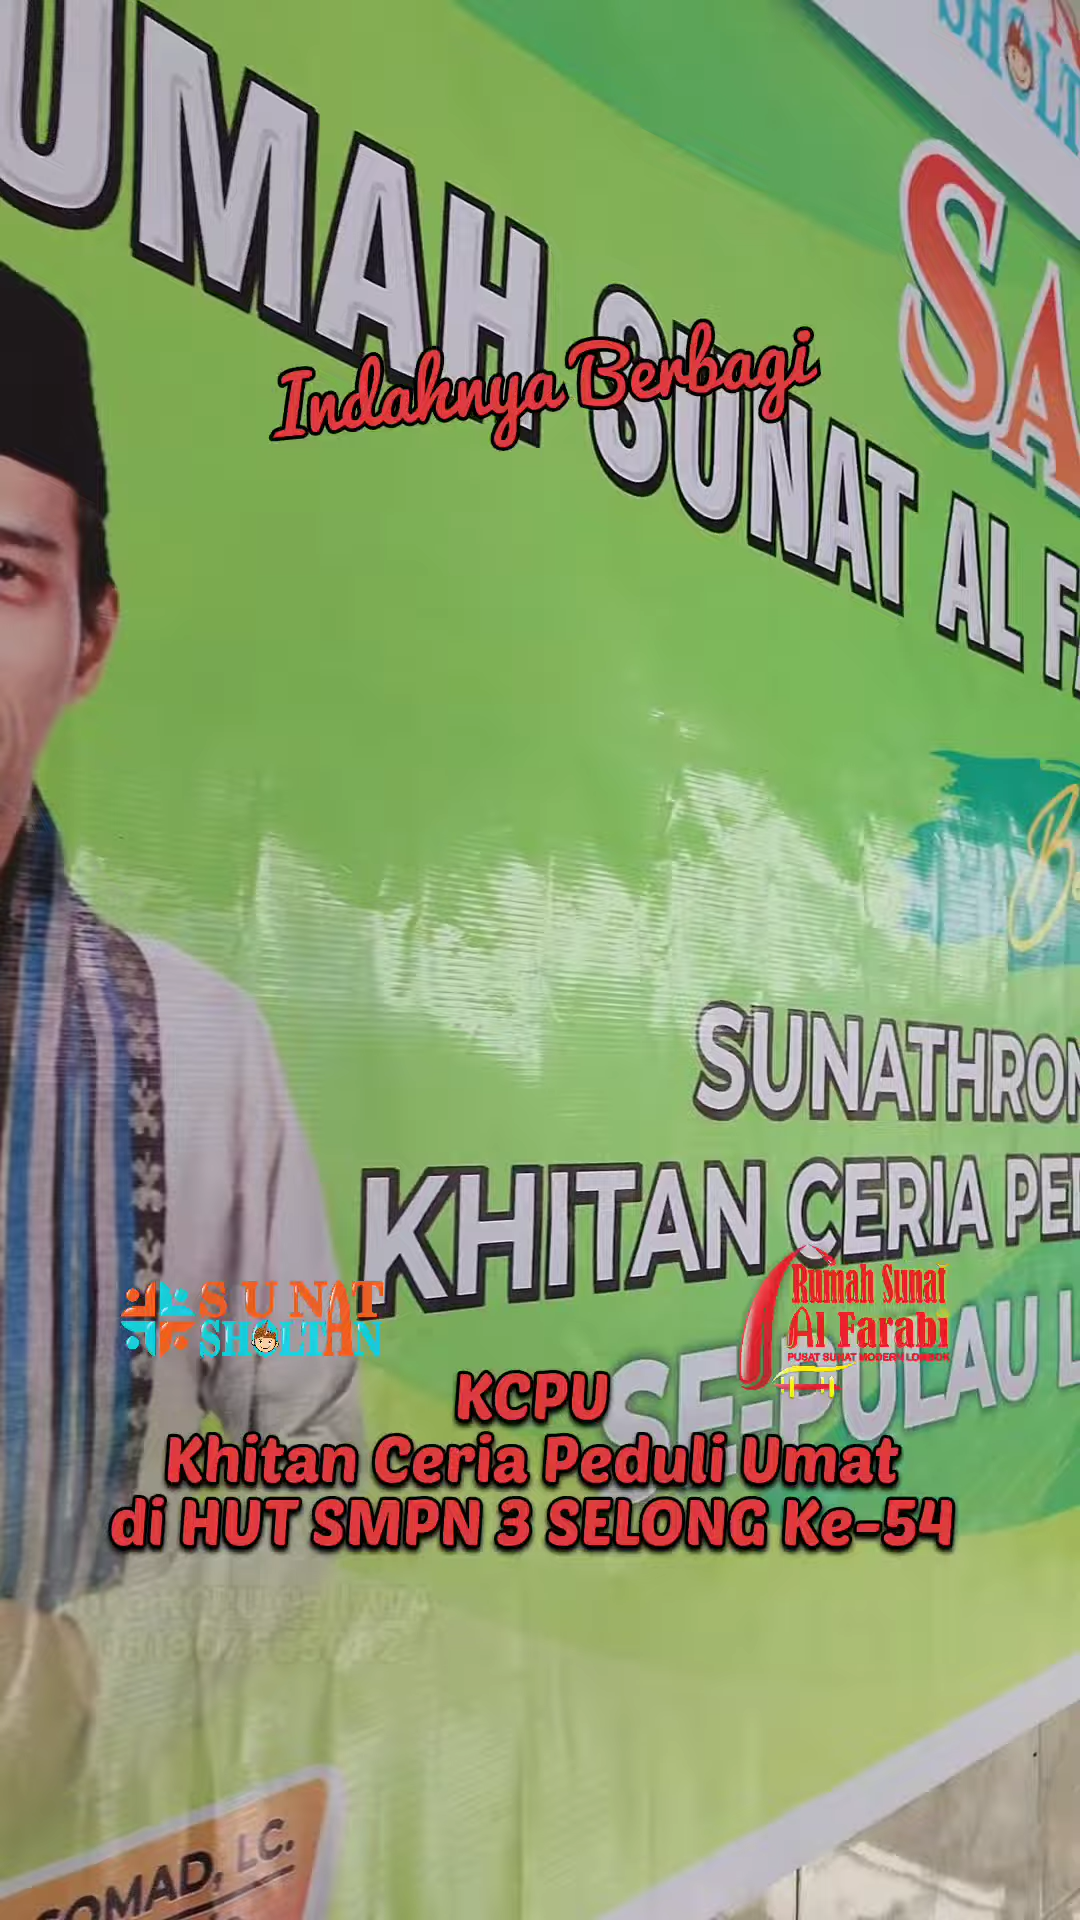 SHOLT
UMAH SUNAT AL FA
SA
Indahnya Berbagi
SUNATHRON
KHITAN CERIA PE
SE-PULAU L
SUNAT
SHOLTAN
Rumah Sunat
Al Farabi
PUSAT SUNAT MODERN LOMBOK
KCPU
Khitan Ceria Peduli Umat
di HUT SMPN 3 SELONG Ke-54
SOMAD, LC.